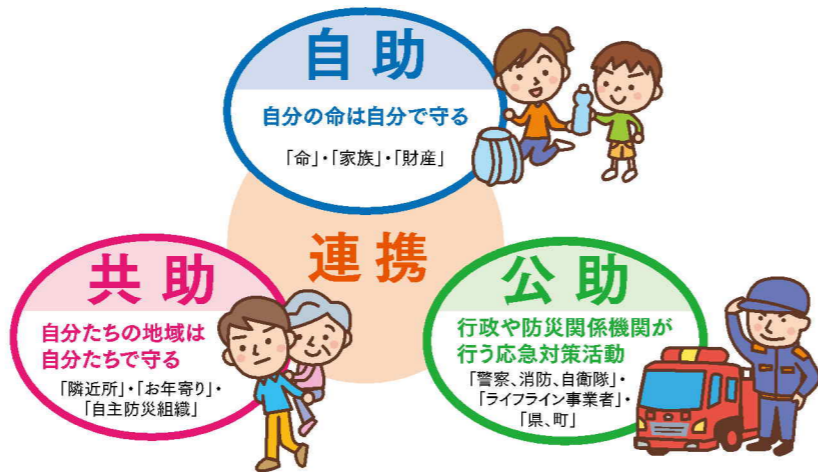 自助
自分の命は自分で守る
「命」・「家族」・「財産」
連携
共助
自分たちの地域は
自分たちで守る
「隣近所」・「お年寄り」・
「自主防災組織」
公助
行政や防災関係機関が
行う応急対策活動
「警察、消防、自衛隊」・
「ライフライン事業者」・
「県、町」